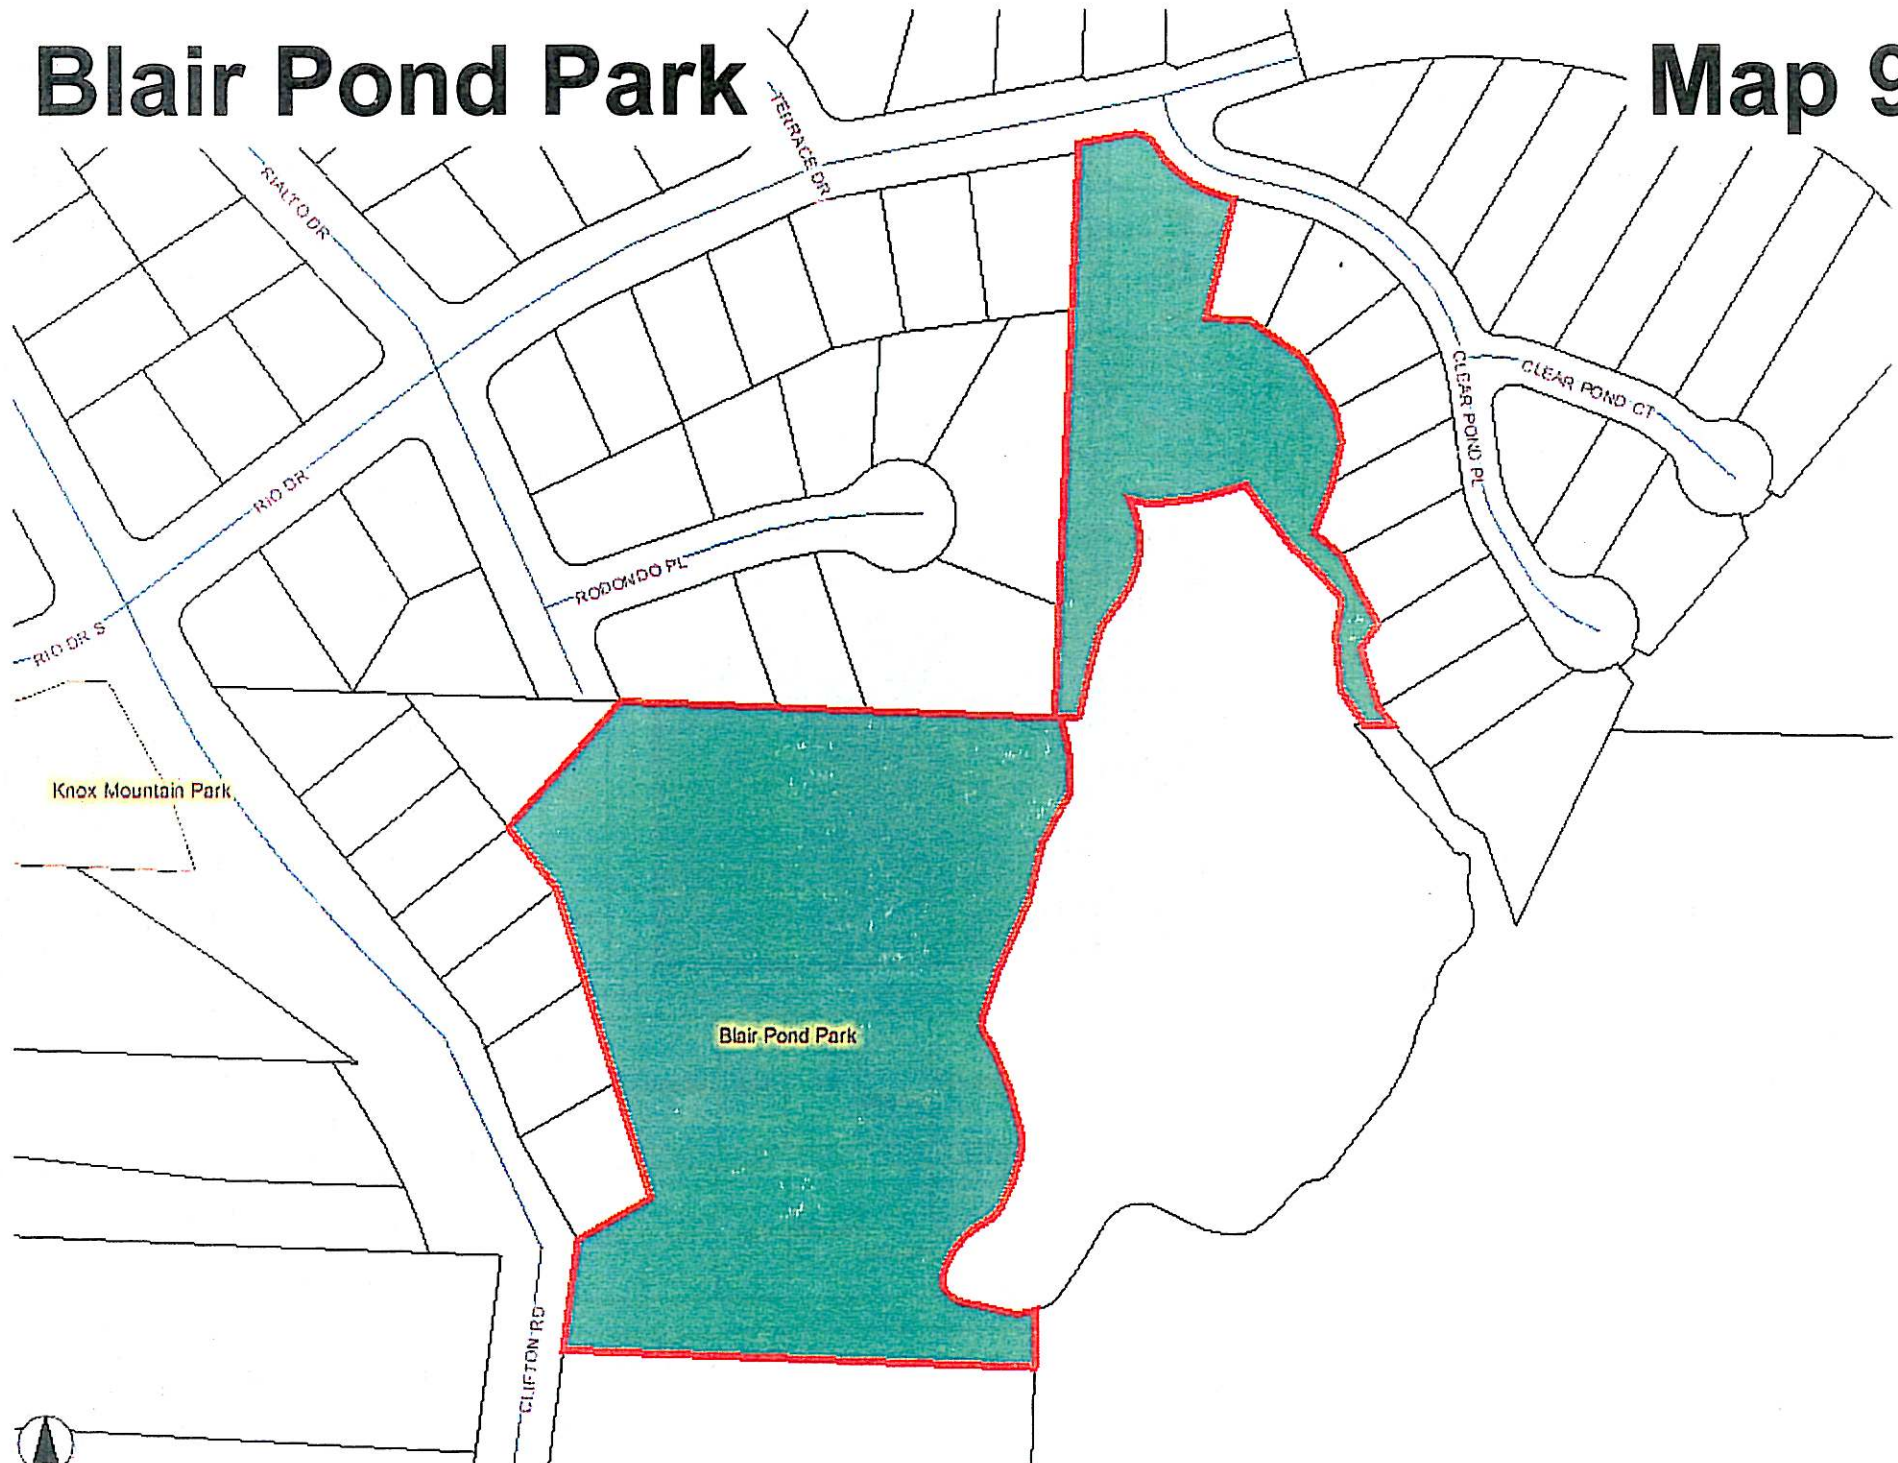 Blair Pond Park
Map 9
TERRACE DR
RIALTO DR
CLEAR POND CT
CLEAR POND PL
RIO DR
RODONDO PL
RIO DR S
Knox Mountain Park
Blair Pond Park
CLIFTON RD